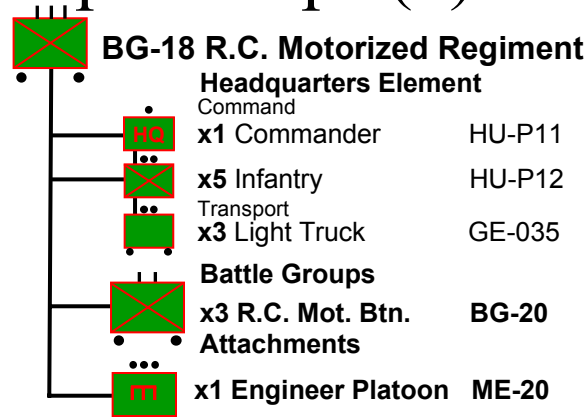 BG-18 R.C. Motorized Regiment
Headquarters Element
Command
HQ x1 Commander HU-P11
x5 Infantry HU-P12
Transport
x3 Light Truck GE-035
Battle Groups
x3 R.C. Mot. Btn. BG-20
Attachments
x1 Engineer Platoon ME-20